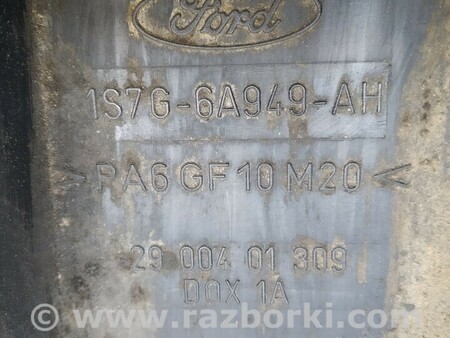 Ford
1S7G-6A949-AH
>PA6 GF10 M20<
29 004 01 309
DOX 1A
© www.razborki.com